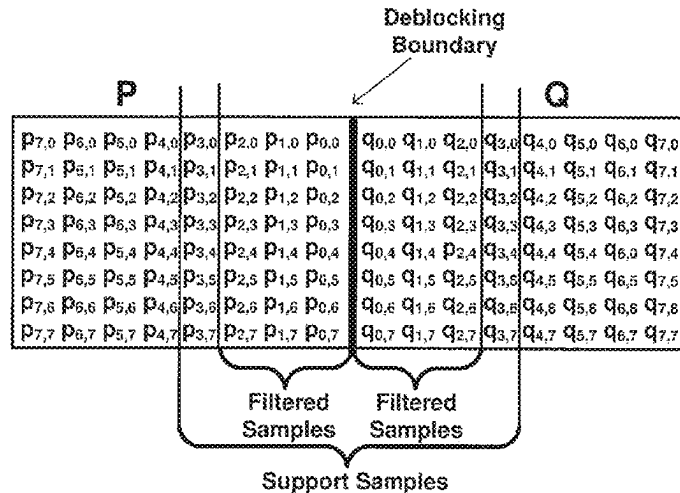 Deblocking
Boundary
P Q
p7,0 p6,0 p5,0 p4,0 p3,0 p2,0 p1,0 p0,0 q0,0 q1,0 q2,0 q3,0 q4,0 q5,0 q6,0 q7,0
p7,1 p6,1 p5,1 p4,1 p3,1 p2,1 p1,1 p0,1 q0,1 q1,1 q2,1 q3,1 q4,1 q5,1 q6,1 q7,1
p7,2 p6,2 p5,2 p4,2 p3,2 p2,2 p1,2 p0,2 q0,2 q1,2 q2,2 q3,2 q4,2 q5,2 q6,2 q7,2
p7,3 p6,3 p5,3 p4,3 p3,3 p2,3 p1,3 p0,3 q0,3 q1,3 q2,3 q3,3 q4,3 q5,3 q6,3 q7,3
p7,4 p6,4 p5,4 p4,4 p3,4 p2,4 p1,4 p0,4 q0,4 q1,4 p2,4 q3,4 q4,4 q5,4 q6,0 q7,4
p7,5 p6,5 p5,5 p4,5 p3,5 p2,5 p1,5 p0,5 q0,5 q1,5 q2,5 q3,5 q4,5 q5,5 q6,5 q7,5
p7,6 p6,6 p5,6 p4,6 p3,6 p2,6 p1,6 p0,6 q0,6 q1,6 q2,6 q3,6 q4,6 q5,6 q6,6 q7,6
p7,7 p6,7 p5,7 p4,7 p3,7 p2,7 p1,7 p0,7 q0,7 q1,7 q2,7 q3,7 q4,7 q5,7 q6,7 q7,7
Filtered Filtered
Samples Samples
Support Samples